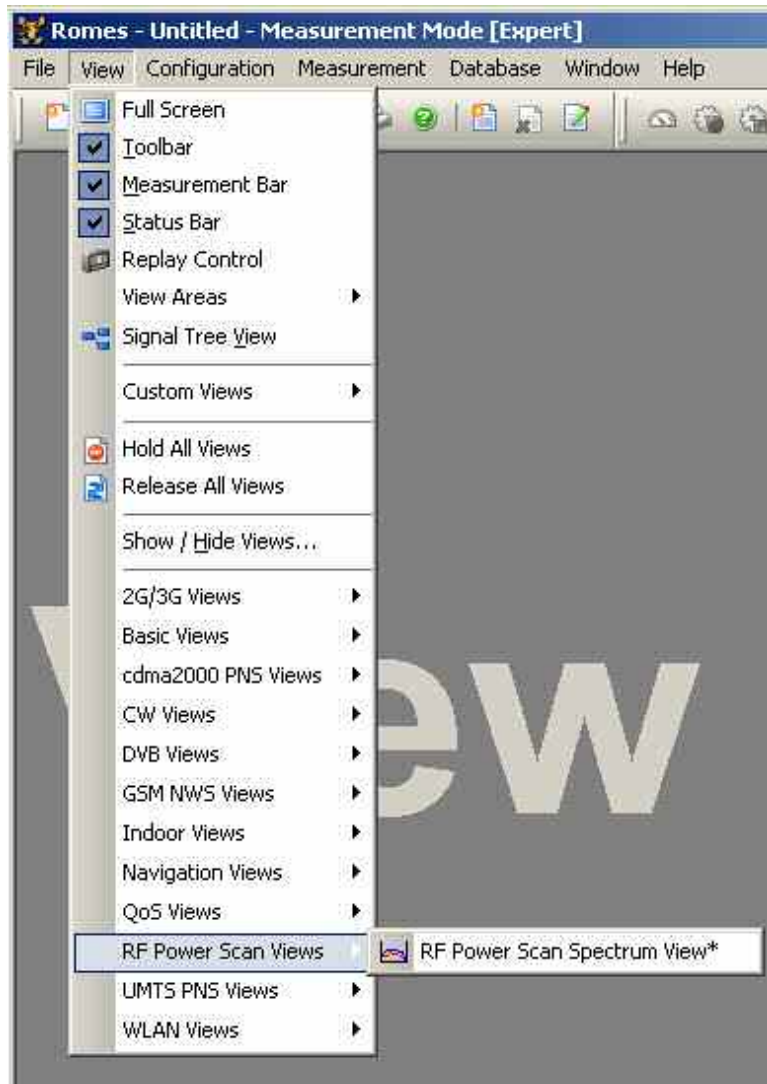 Romes - Untitled - Measurement Mode [Expert]
File View Configuration Measurement Database Window Help
Full Screen
Toolbar
Measurement Bar
Status Bar
Replay Control
View Areas
Signal Tree View
Custom Views
Hold All Views
Release All Views
Show / Hide Views...
2G/3G Views
Basic Views
cdma2000 PNS Views
CW Views
DVB Views
GSM NWS Views
Indoor Views
Navigation Views
QoS Views
RF Power Scan Views
RF Power Scan Spectrum View*
UMTS PNS Views
WLAN Views